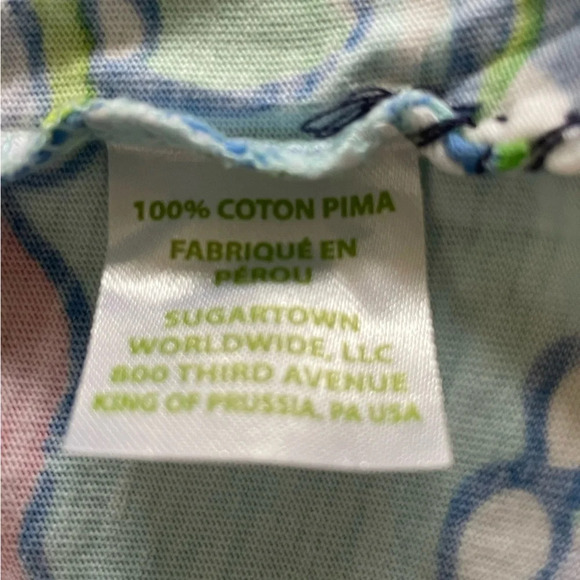 100% COTON PIMA
FABRIQUÉ EN
PÉROU
SUGARTOWN
WORLDWIDE, LLC
800 THIRD AVENUE
KING OF PRUSSIA, PA USA